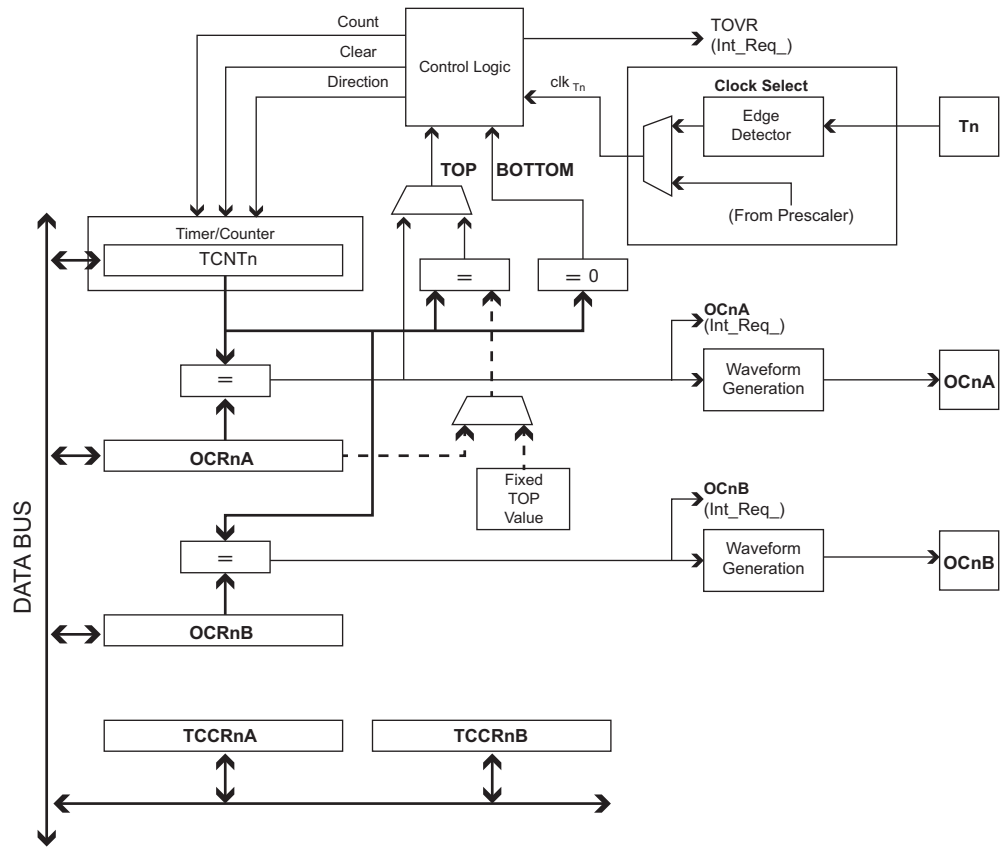 Count
Clear
Direction
Control Logic
TOVR
(Int_Req_)
clk Tn
Clock Select
Edge
Detector
Tn
(From Prescaler)
TOP
BOTTOM
Timer/Counter
TCNTn
=
= 0
=
OCnA
(Int_Req_)
Waveform
Generation
OCnA
OCRnA
Fixed
TOP
Value
DATA BUS
=
OCnB
(Int_Req_)
Waveform
Generation
OCnB
OCRnB
TCCRnA
TCCRnB